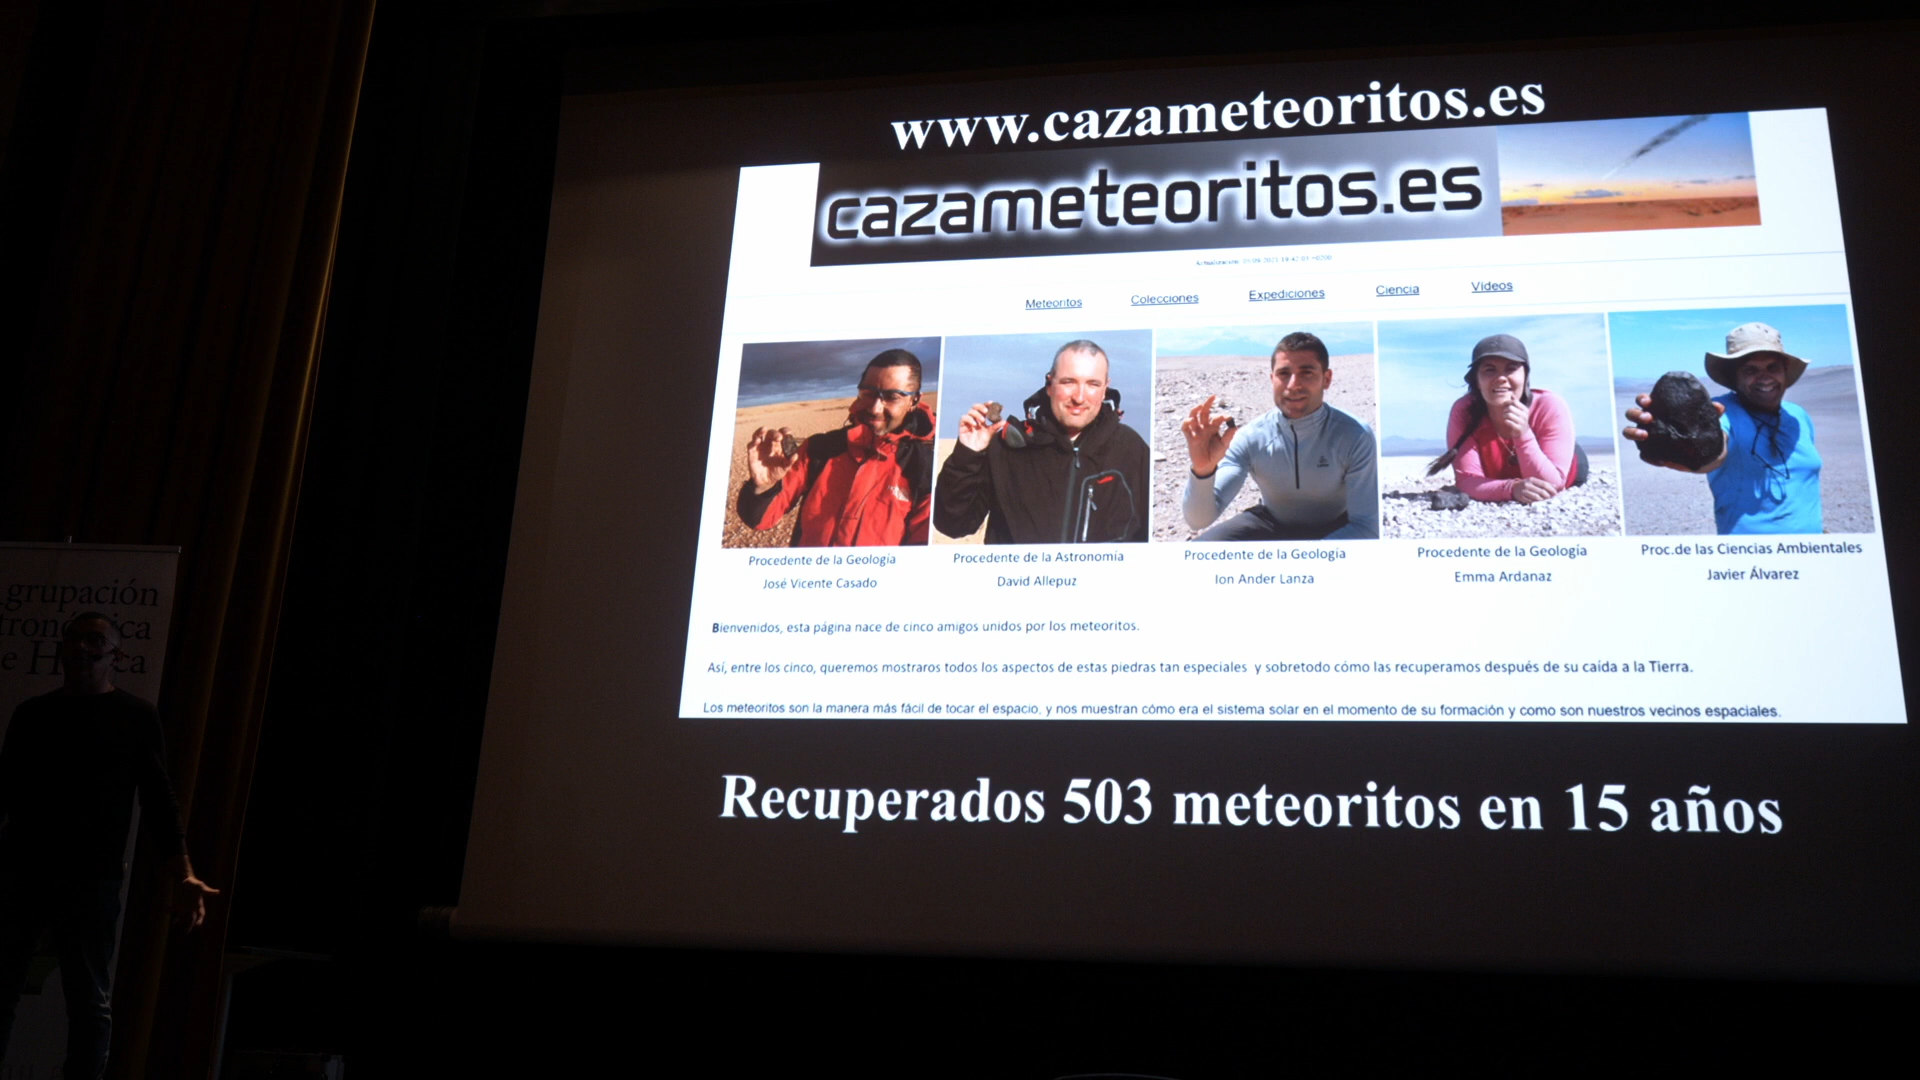 www.cazameteoritos.es
cazameteoritos.es
Meteoritos Colecciones Expediciones Ciencia Vídeos
Procedente de la Geología
José Vicente Casado
Procedente de la Astronomía
David Allepuz
Procedente de la Geología
Ion Ander Lanza
Procedente de la Geología
Emma Ardanaz
Proc.de las Ciencias Ambientales
Javier Álvarez
Bienvenidos, esta página nace de cinco amigos unidos por los meteoritos.
Así, entre los cinco, queremos mostraros todos los aspectos de estas piedras tan especiales y sobretodo cómo las recuperamos después de su caída a la Tierra.
Los meteoritos son la manera más fácil de tocar el espacio, y nos muestran cómo era el sistema solar en el momento de su formación y como son nuestros vecinos espaciales.
Recuperados 503 meteoritos en 15 años
grupación